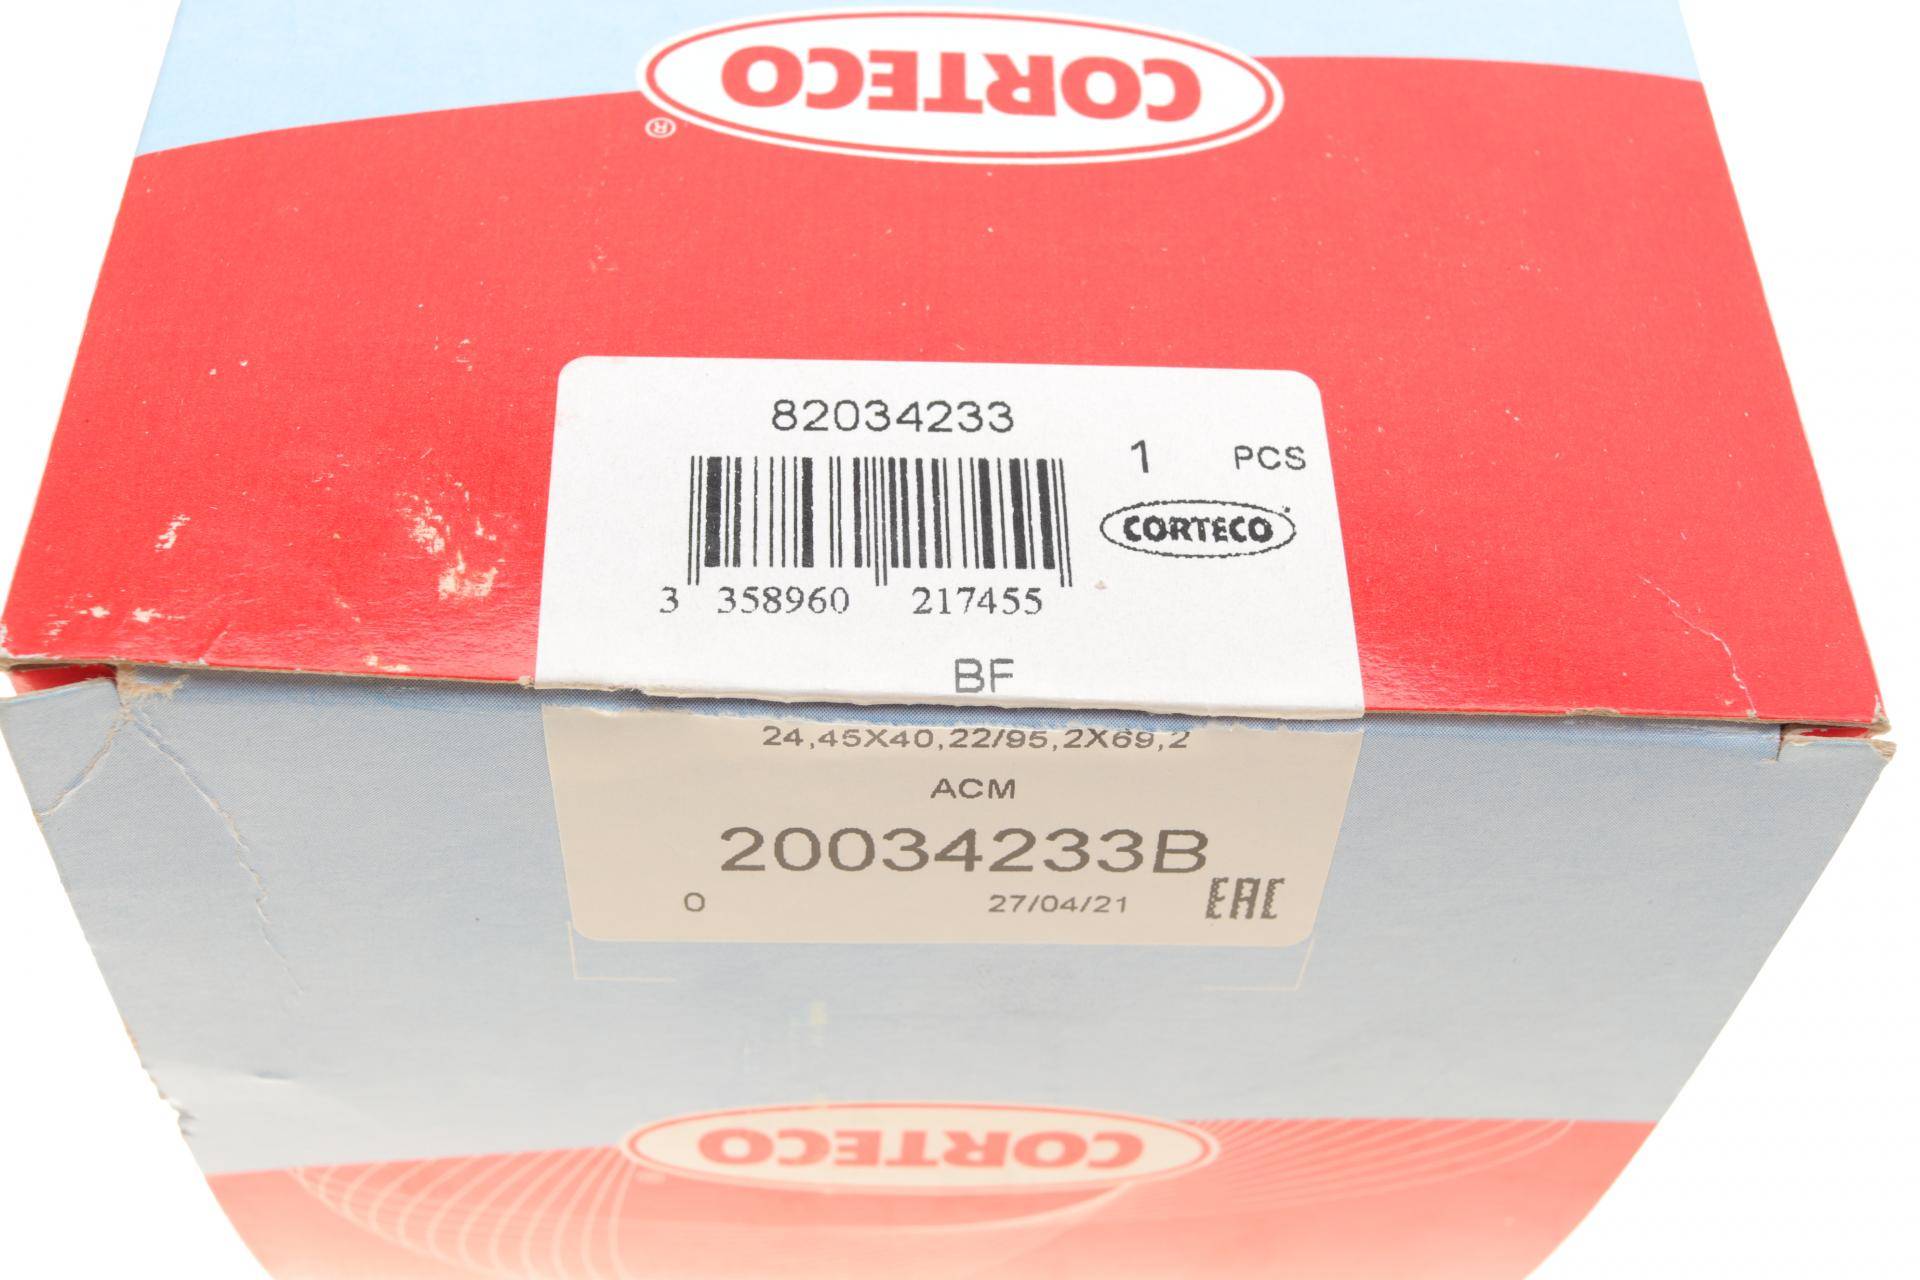 CORTECO
®
82034233
1 PCS
CORTECO
3 358960 217455
BF
24,45X40,22/95,2X69,2
ACM
20034233B
0 27/04/21 EAC
CORTECO